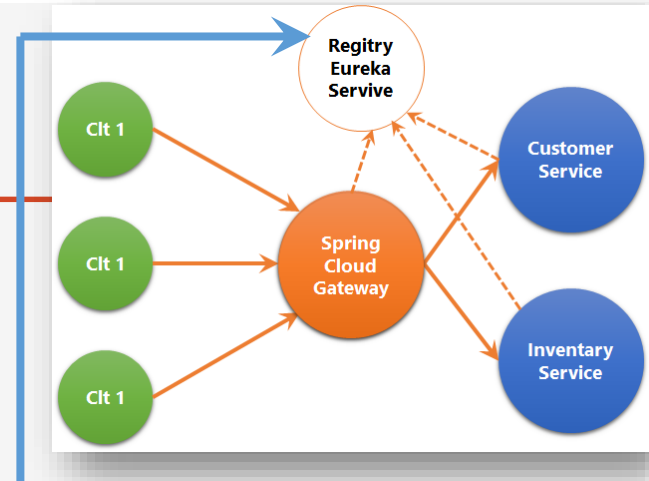 Regitry
Eureka
Servive
Clt 1
Customer
Service
Clt 1
Spring
Cloud
Gateway
Inventary
Service
Clt 1